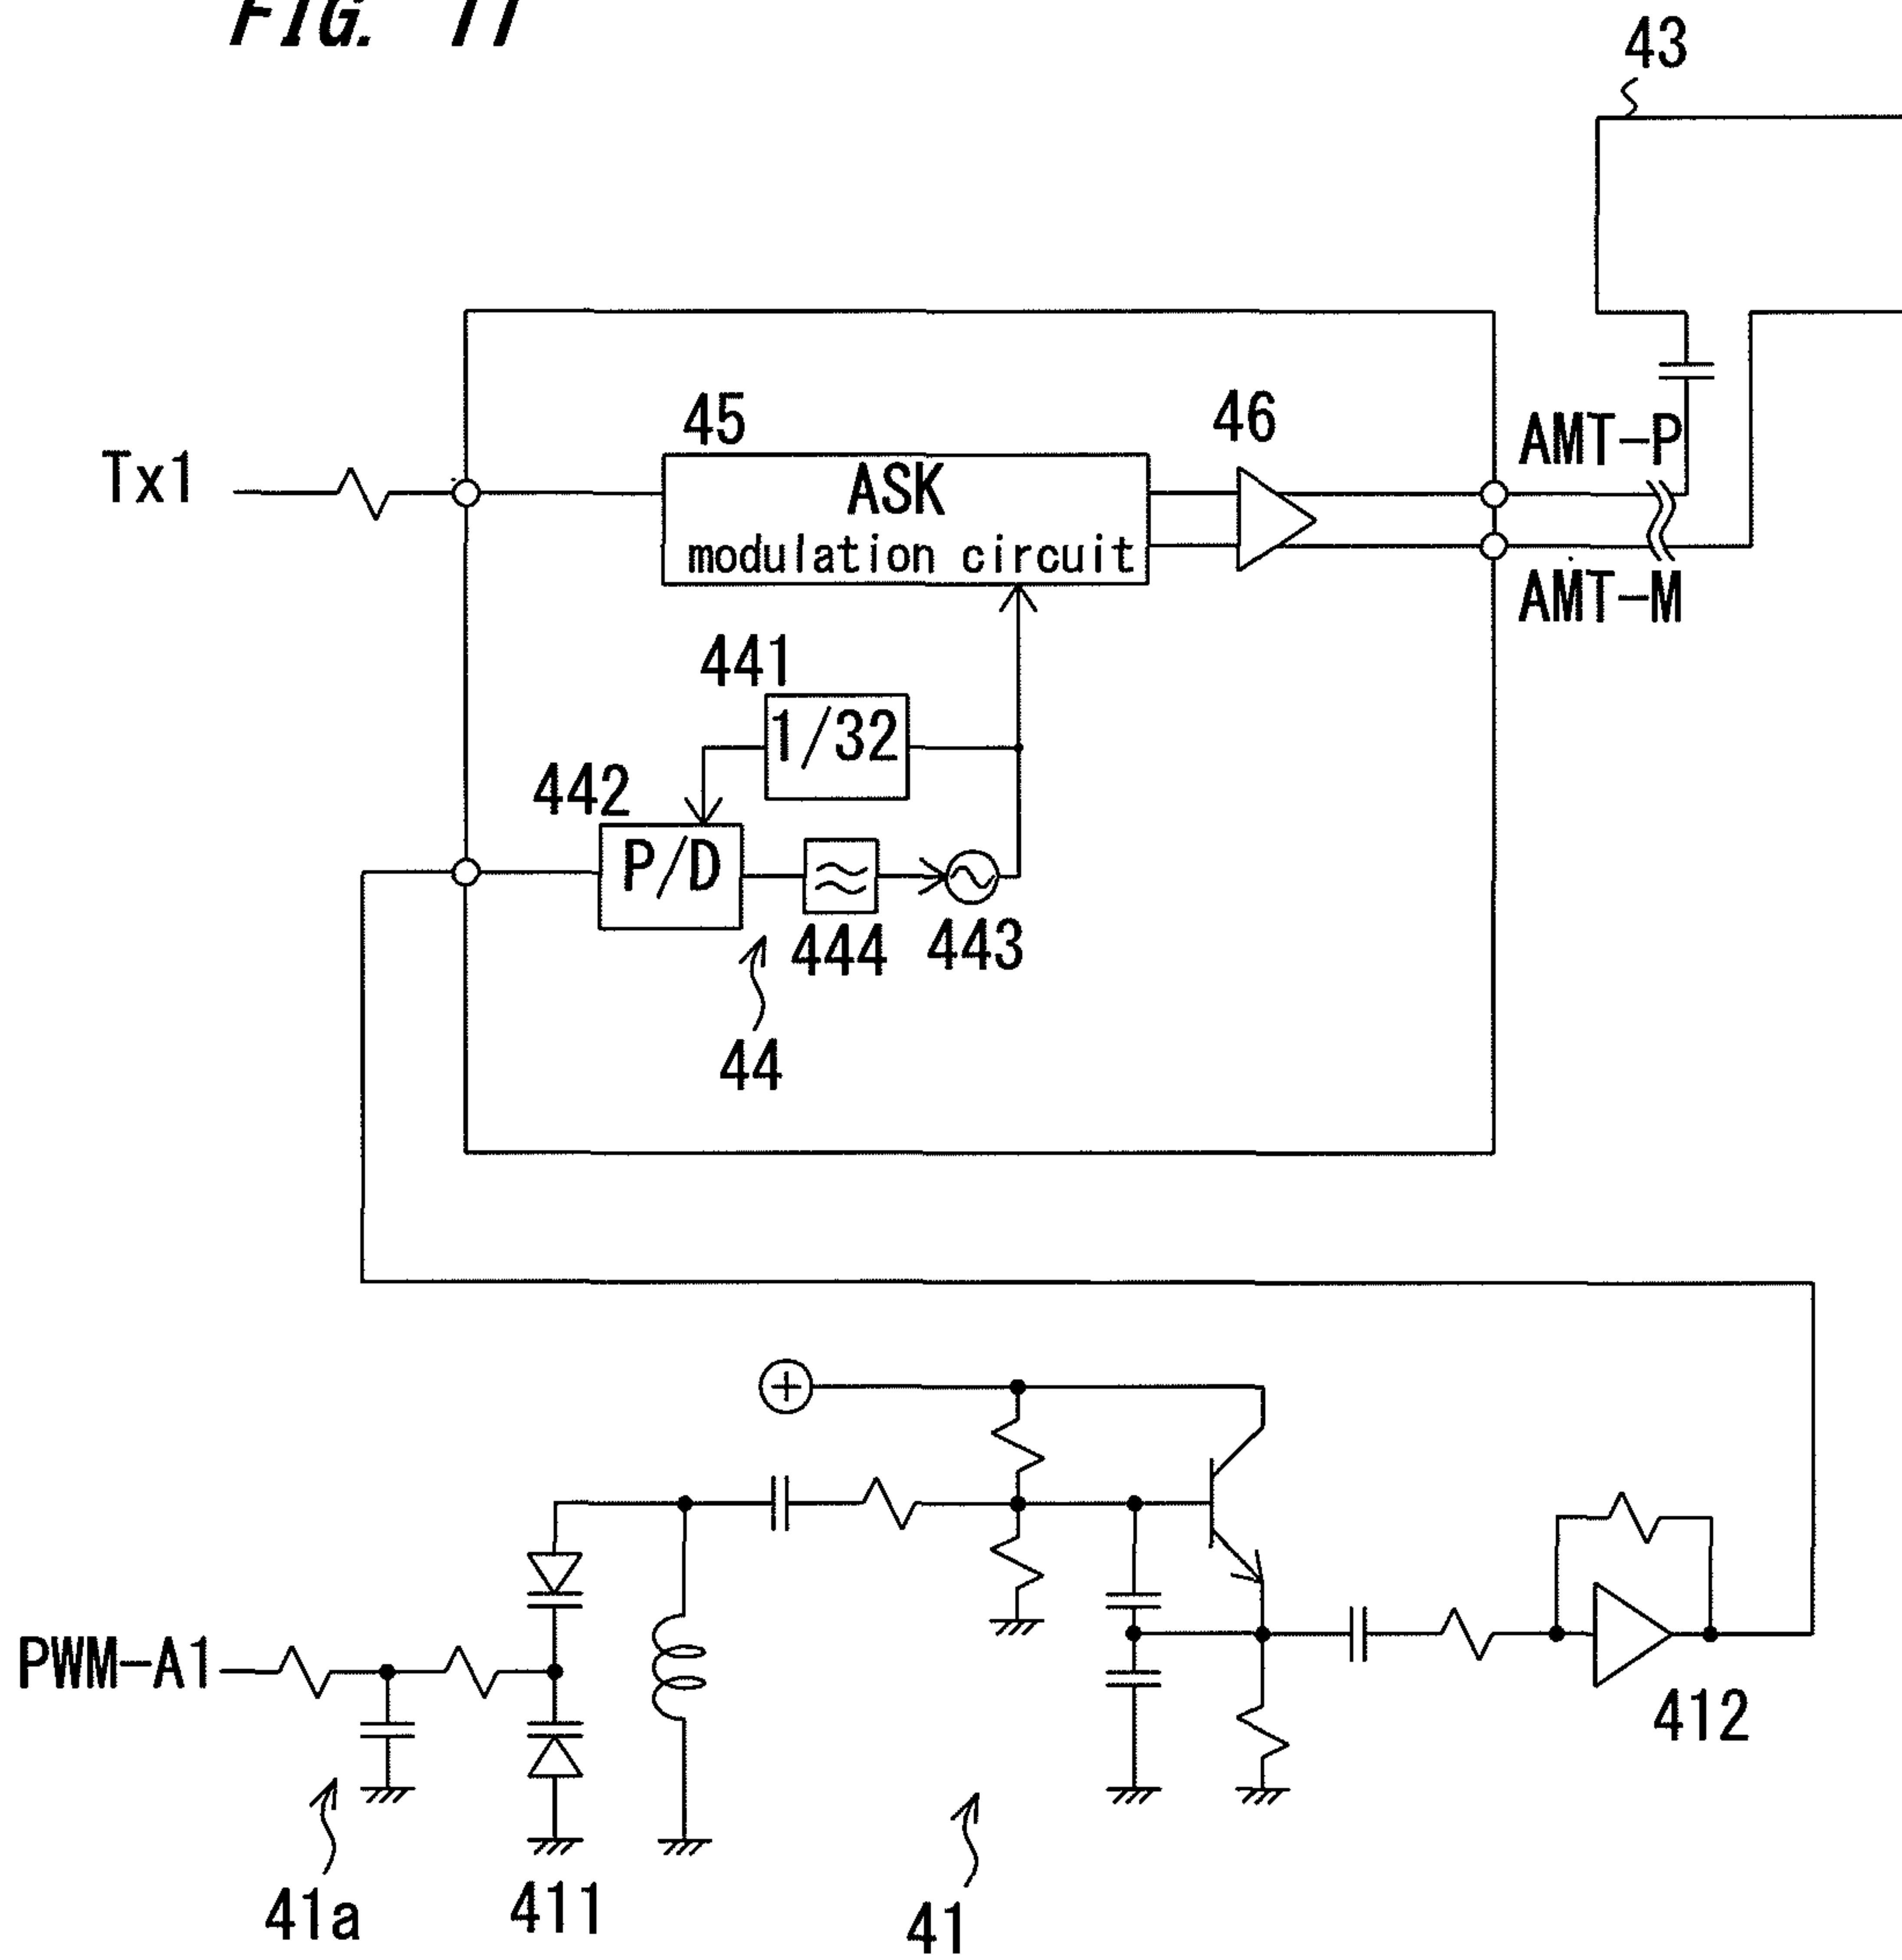 FIG. 11
43
45
46
Tx1
ASK
modulation circuit
AMT-P
AMT-M
441
1/32
442
P/D
444
443
44
PWM-A1
412
41a
411
41